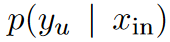 p(y_u | x_in)